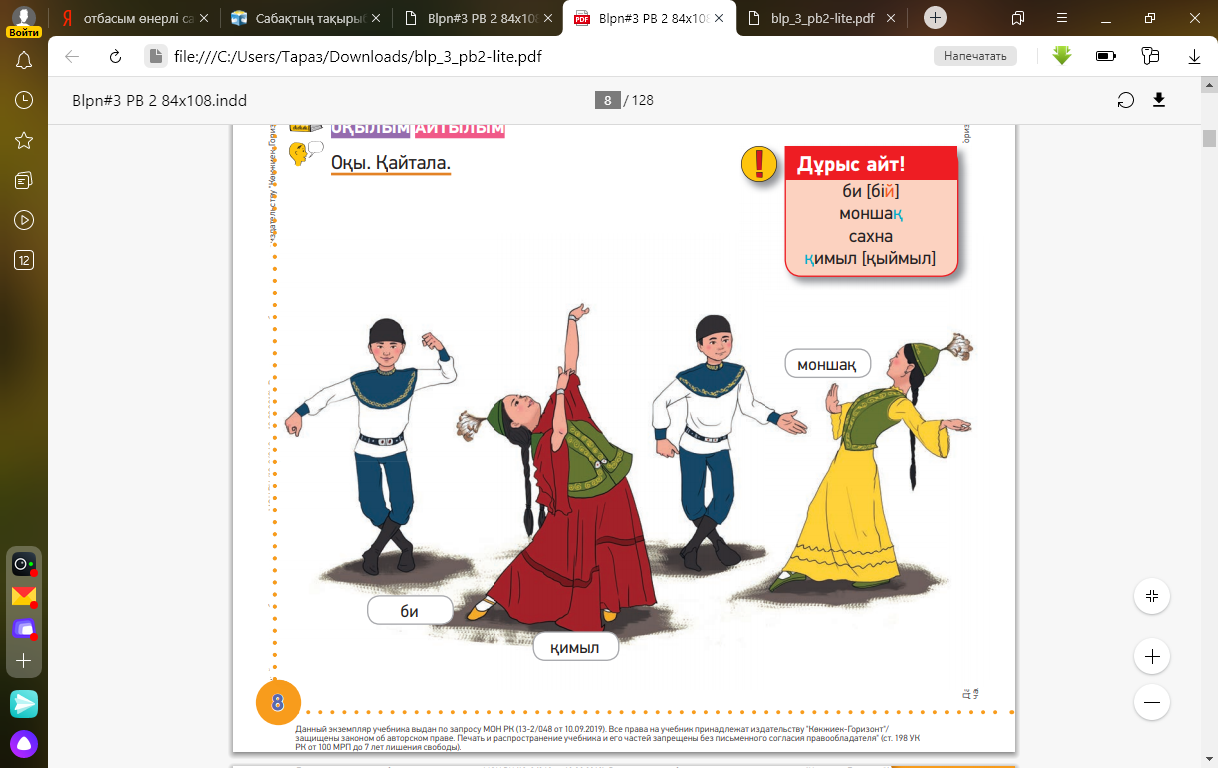 отбасым өнерлі са
Сабақтың тақырыб
Blpn#3 PB 2 84x108
Blpn#3 PB 2 84x108
blp_3_pb2-lite.pdf
Войти
file:///C:/Users/Тараз/Downloads/blp_3_pb2-lite.pdf
Напечатать
Blpn#3 PB 2 84x108.indd
8 / 128
ОҚЫЛЫМ АЙТЫЛЫМ
Оқы. Қайтала.
Дұрыс айт!
би [бій]
моншақ
сахна
қимыл [қыймыл]
моншақ
би
қимыл
12
8
Данный экземпляр учебника выдан по запросу МОН РК (13-2/048 от 10.09.2019). Все права на учебник принадлежат издательству "Көкжиек-Горизонт"/
защищены законом об авторском праве. Печать и распространение учебника и его частей запрещены без письменного согласия правообладателя" (ст. 198 УК
РК от 100 МРП до 7 лет лишения свободы).